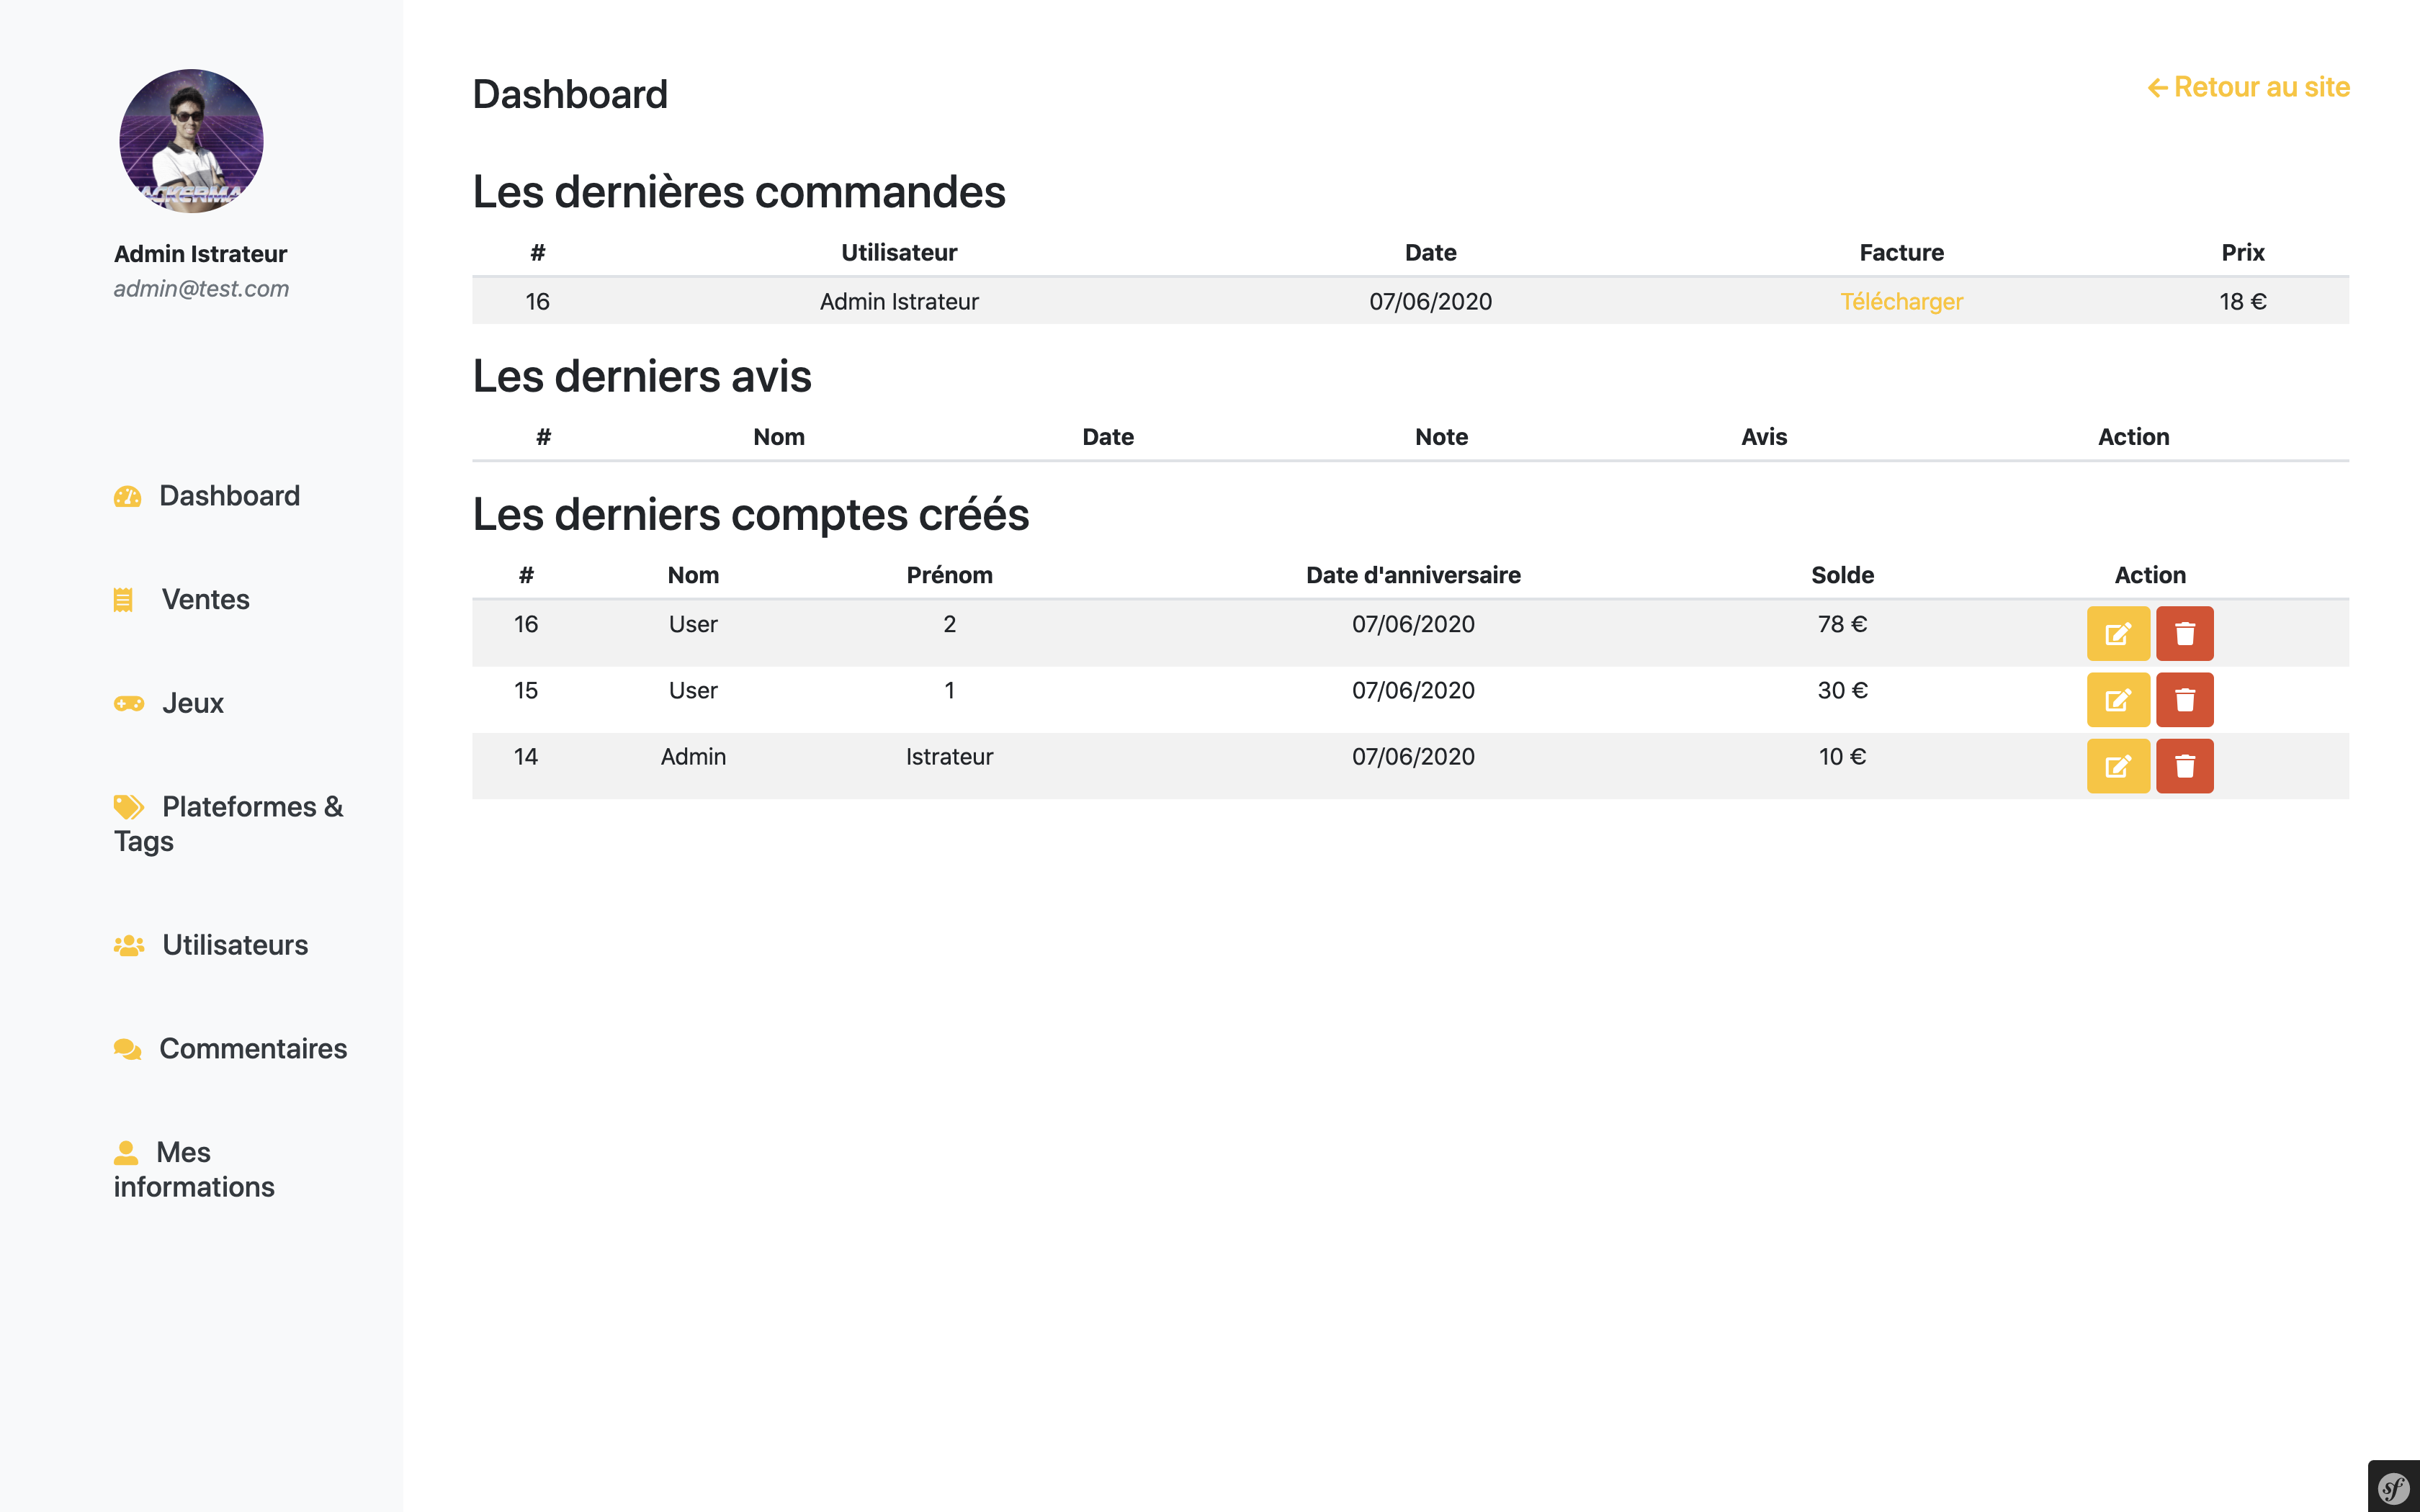 Admin Istrateur
admin@test.com
Dashboard
Ventes
Jeux
Plateformes &
Tags
Utilisateurs
Commentaires
Mes
informations
Dashboard
Retour au site
Les dernières commandes
# Utilisateur Date Facture Prix
16 Admin Istrateur 07/06/2020 Télécharger 18 €
Les derniers avis
# Nom Date Note Avis Action
Les derniers comptes créés
# Nom Prénom Date d'anniversaire Solde Action
16 User 2 07/06/2020 78 €
15 User 1 07/06/2020 30 €
14 Admin Istrateur 07/06/2020 10 €
sf